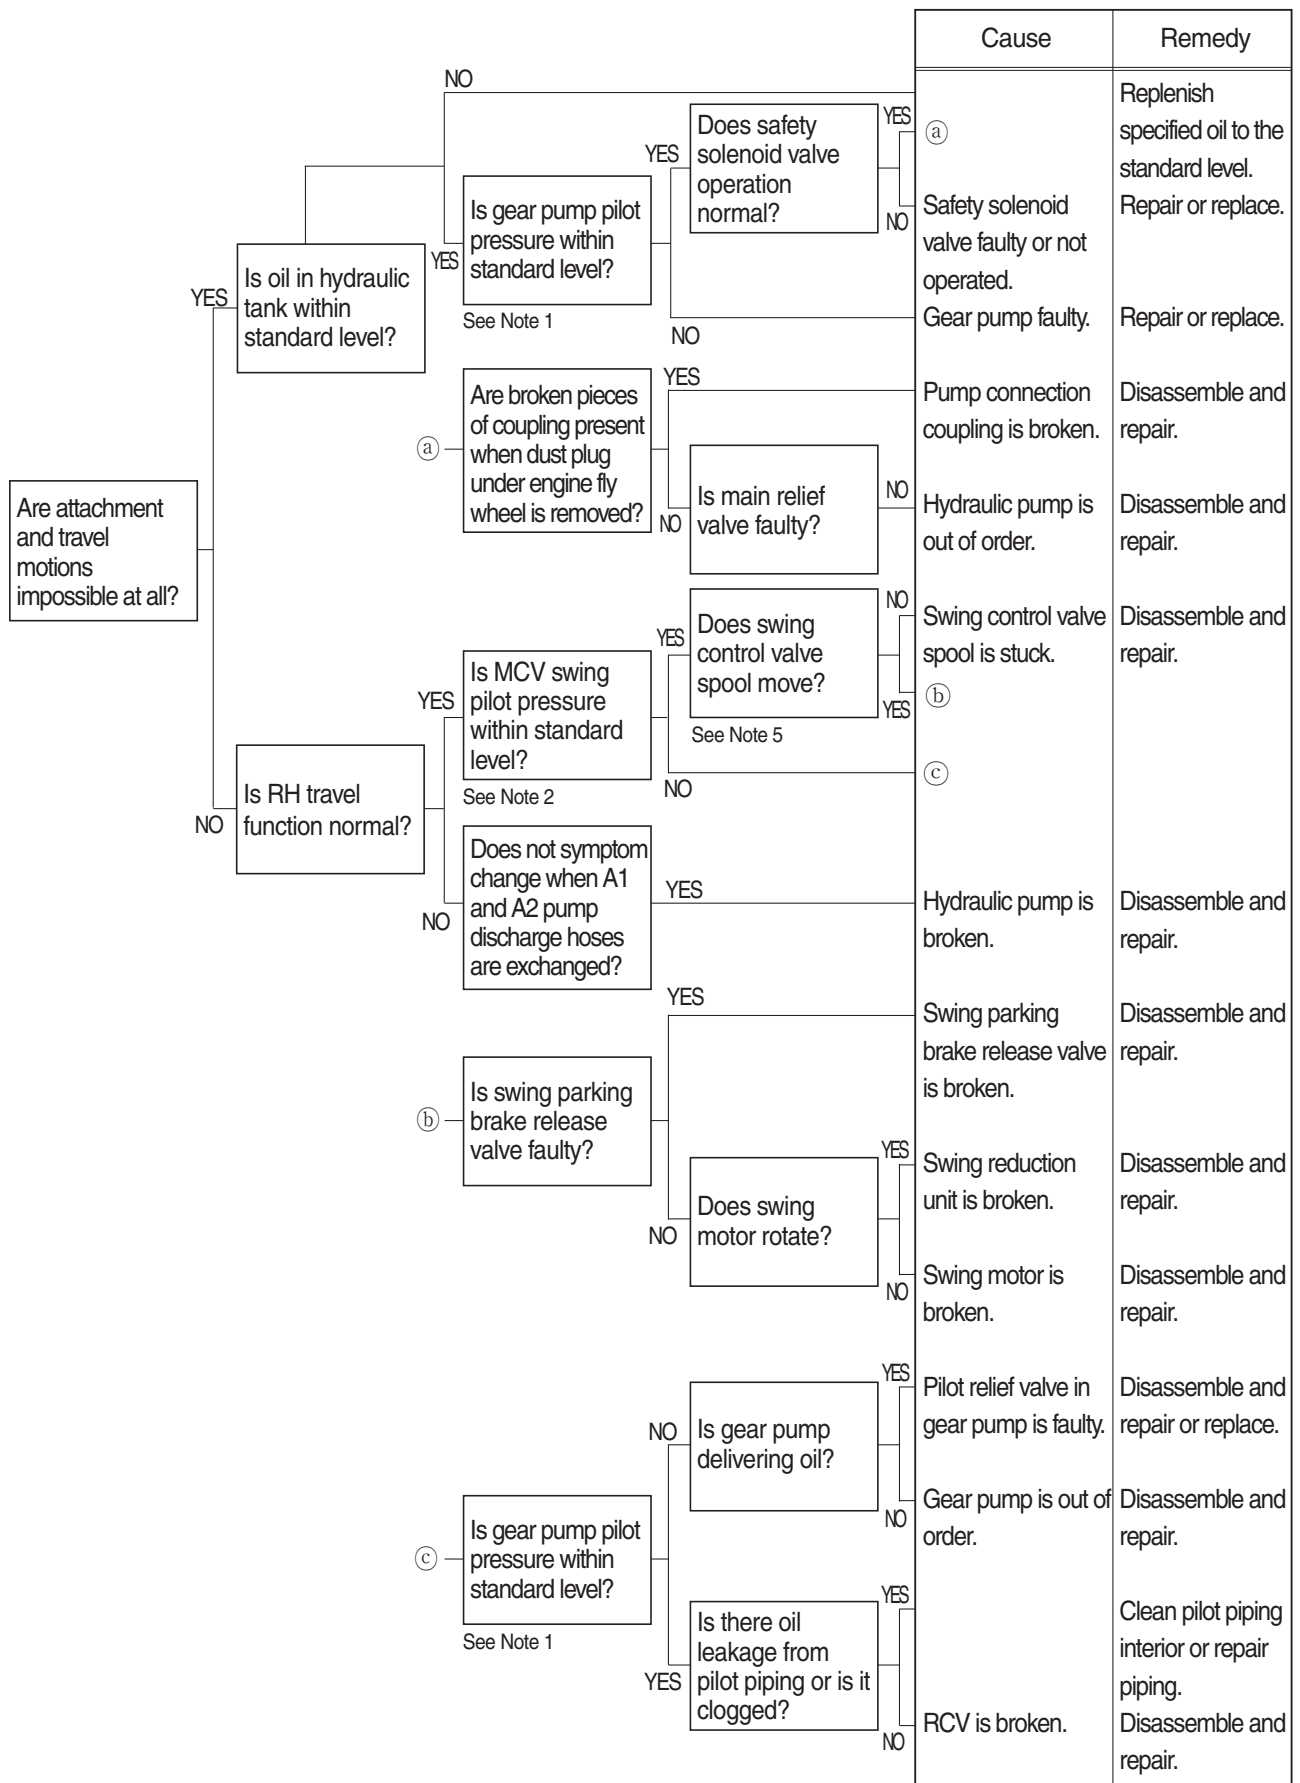 Cause
Remedy
NO
Replenish
specified oil to the
standard level.
Does safety
solenoid valve
operation
normal?
YES
ⓐ
YES
NO
Safety solenoid
valve faulty or not
operated.
Repair or replace.
Is gear pump pilot
pressure within
standard level?
YES
See Note 1
NO
Gear pump faulty.
Repair or replace.
Is oil in hydraulic
tank within
standard level?
YES
ⓐ
Are broken pieces
of coupling present
when dust plug
under engine fly
wheel is removed?
YES
Pump connection
coupling is broken.
Disassemble and
repair.
NO
Is main relief
valve faulty?
NO
Hydraulic pump is
out of order.
Disassemble and
repair.
Are attachment
and travel
motions
impossible at all?
Does swing
control valve
spool move?
See Note 5
YES
NO
Swing control valve
spool is stuck.
Disassemble and
repair.
YES
ⓑ
YES
Is MCV swing
pilot pressure
within standard
level?
See Note 2
NO
ⓒ
NO
Is RH travel
function normal?
NO
Does not symptom
change when A1
and A2 pump
discharge hoses
are exchanged?
YES
Hydraulic pump is
broken.
Disassemble and
repair.
ⓑ
Is swing parking
brake release
valve faulty?
YES
Swing parking
brake release valve
is broken.
Disassemble and
repair.
NO
Does swing
motor rotate?
YES
Swing reduction
unit is broken.
Disassemble and
repair.
NO
Swing motor is
broken.
Disassemble and
repair.
ⓒ
Is gear pump pilot
pressure within
standard level?
See Note 1
NO
Is gear pump
delivering oil?
YES
Pilot relief valve in
gear pump is faulty.
Disassemble and
repair or replace.
NO
Gear pump is out of
order.
Disassemble and
repair.
YES
Is there oil
leakage from
pilot piping or is it
clogged?
YES
Clean pilot piping
interior or repair
piping.
NO
RCV is broken.
Disassemble and
repair.